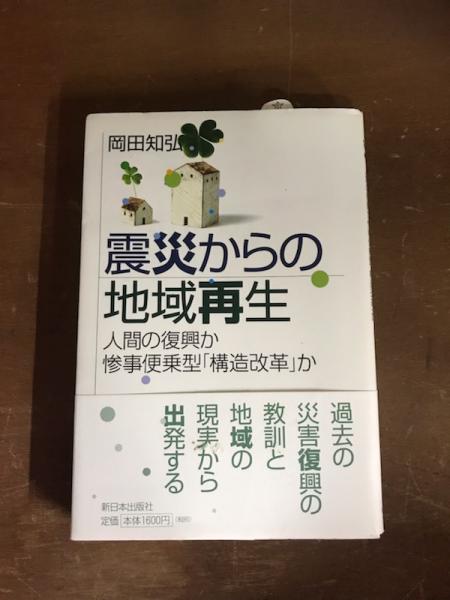 岡田知弘
震災からの
地域再生
人間の復興か
惨事便乗型「構造改革」か
過去の
災害復興の
教訓と
地域の
現実から
出発する
新日本出版社
定価 本体1600円